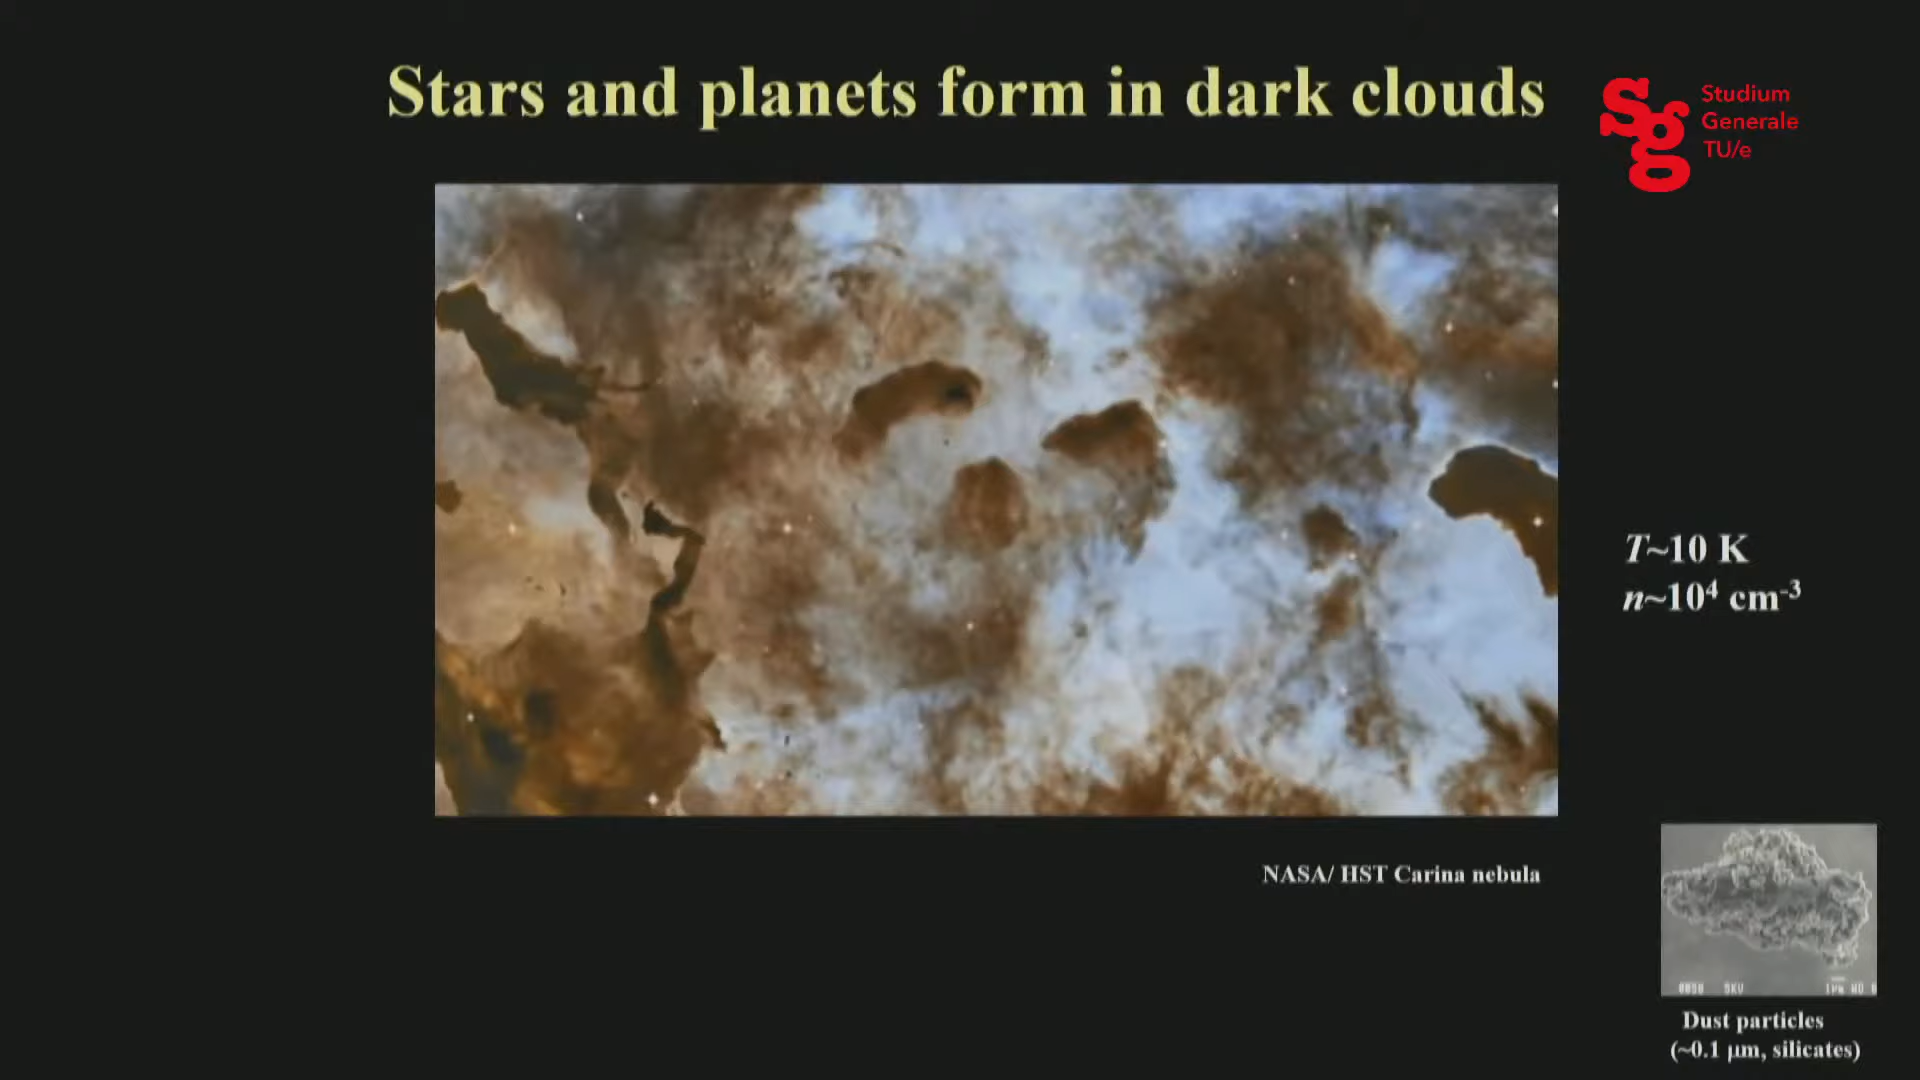 Stars and planets form in dark clouds
Studium
Generale
TU/e
T~10 K
n~10⁴ cm⁻³
NASA/ HST Carina nebula
5KV
Dust particles
(~0.1 μm, silicates)